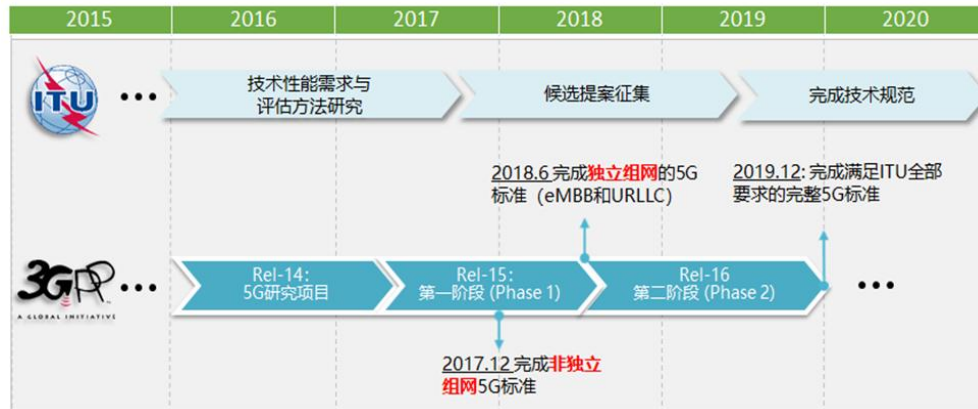 2015 2016 2017 2018 2019 2020
ITU
•••
技术性能需求与
评估方法研究
候选提案征集
完成技术规范
2018.6 完成独立组网的5G
标准（eMBB和URLLC）
2019.12: 完成满足ITU全部
要求的完整5G标准
3GPP
A GLOBAL INITIATIVE
•••
Rel-14：
5G研究项目
Rel-15：
第一阶段 (Phase 1)
Rel-16
第二阶段 (Phase 2)
•••
2017.12 完成非独立
组网5G标准